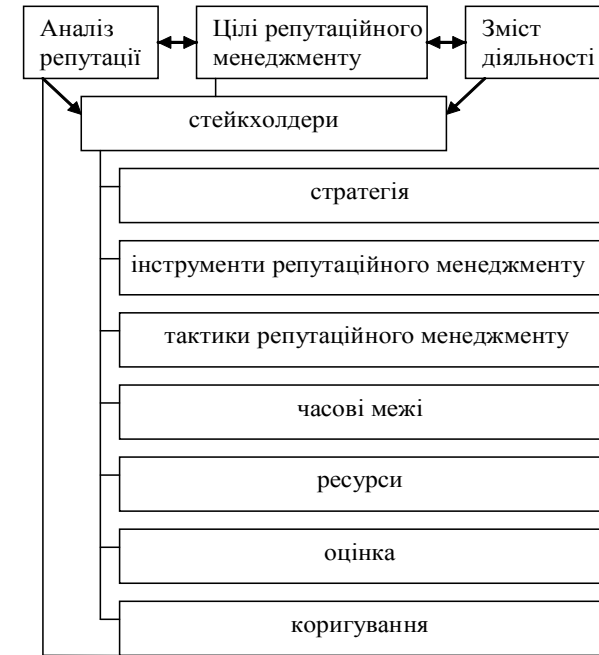 Аналіз
репутації
Цілі репутаційного
менеджменту
Зміст
діяльності
стейкхолдери
стратегія
інструменти репутаційного менеджменту
тактики репутаційного менеджменту
часові межі
ресурси
оцінка
коригування